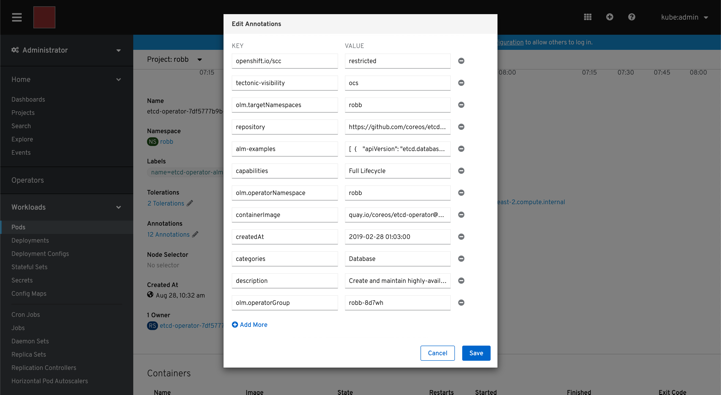 kube:admin
Administrator
Project: robb
guration to allow others to log in.
Home
Dashboards
Projects
Search
Explore
Events
Operators
Workloads
Pods
Deployments
Deployment Configs
Stateful Sets
Secrets
Config Maps
Cron Jobs
Jobs
Daemon Sets
Replica Sets
Replication Controllers
Horizontal Pod Autoscalers
07:15
08:00
07:15
07:30
07:45
08:00
Name
etcd-operator-7df5777b9b
Namespace
NS robb
Labels
name=etcd-operator-alm
Tolerations
2 Tolerations
Annotations
12 Annotations
Node Selector
No selector
Created At
Aug 28, 10:32 am
1 Owner
RS etcd-operator-7df5777
east-2.compute.internal
Edit Annotations
KEY VALUE
openshift.io/scc restricted
tectonic-visibility ocs
olm.targetNamespaces robb
repository https://github.com/coreos/etcd...
alm-examples [ { "apiVersion": "etcd.databas...
capabilities Full Lifecycle
olm.operatorNamespace robb
containerImage quay.io/coreos/etcd-operator@...
createdAt 2019-02-28 01:03:00
categories Database
description Create and maintain highly-avail...
olm.operatorGroup robb-8d7wh
Add More
Cancel Save
Containers
Name Image State Restarts Started Finished Exit Code